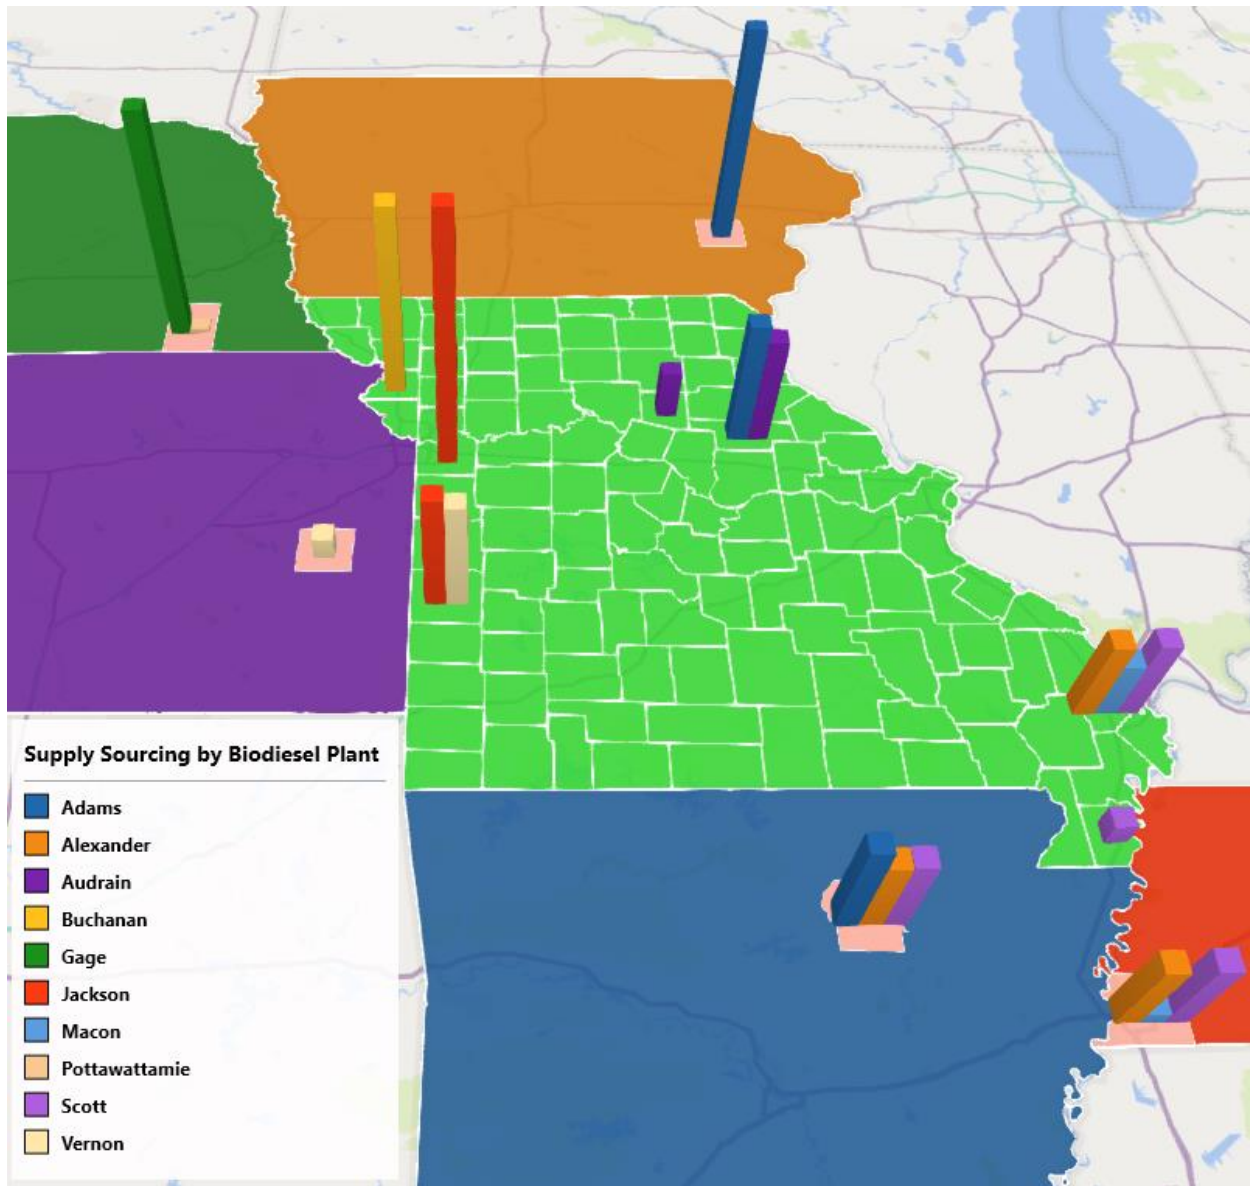 Supply Sourcing by Biodiesel Plant
Adams
Alexander
Audrain
Buchanan
Gage
Jackson
Macon
Pottawattamie
Scott
Vernon